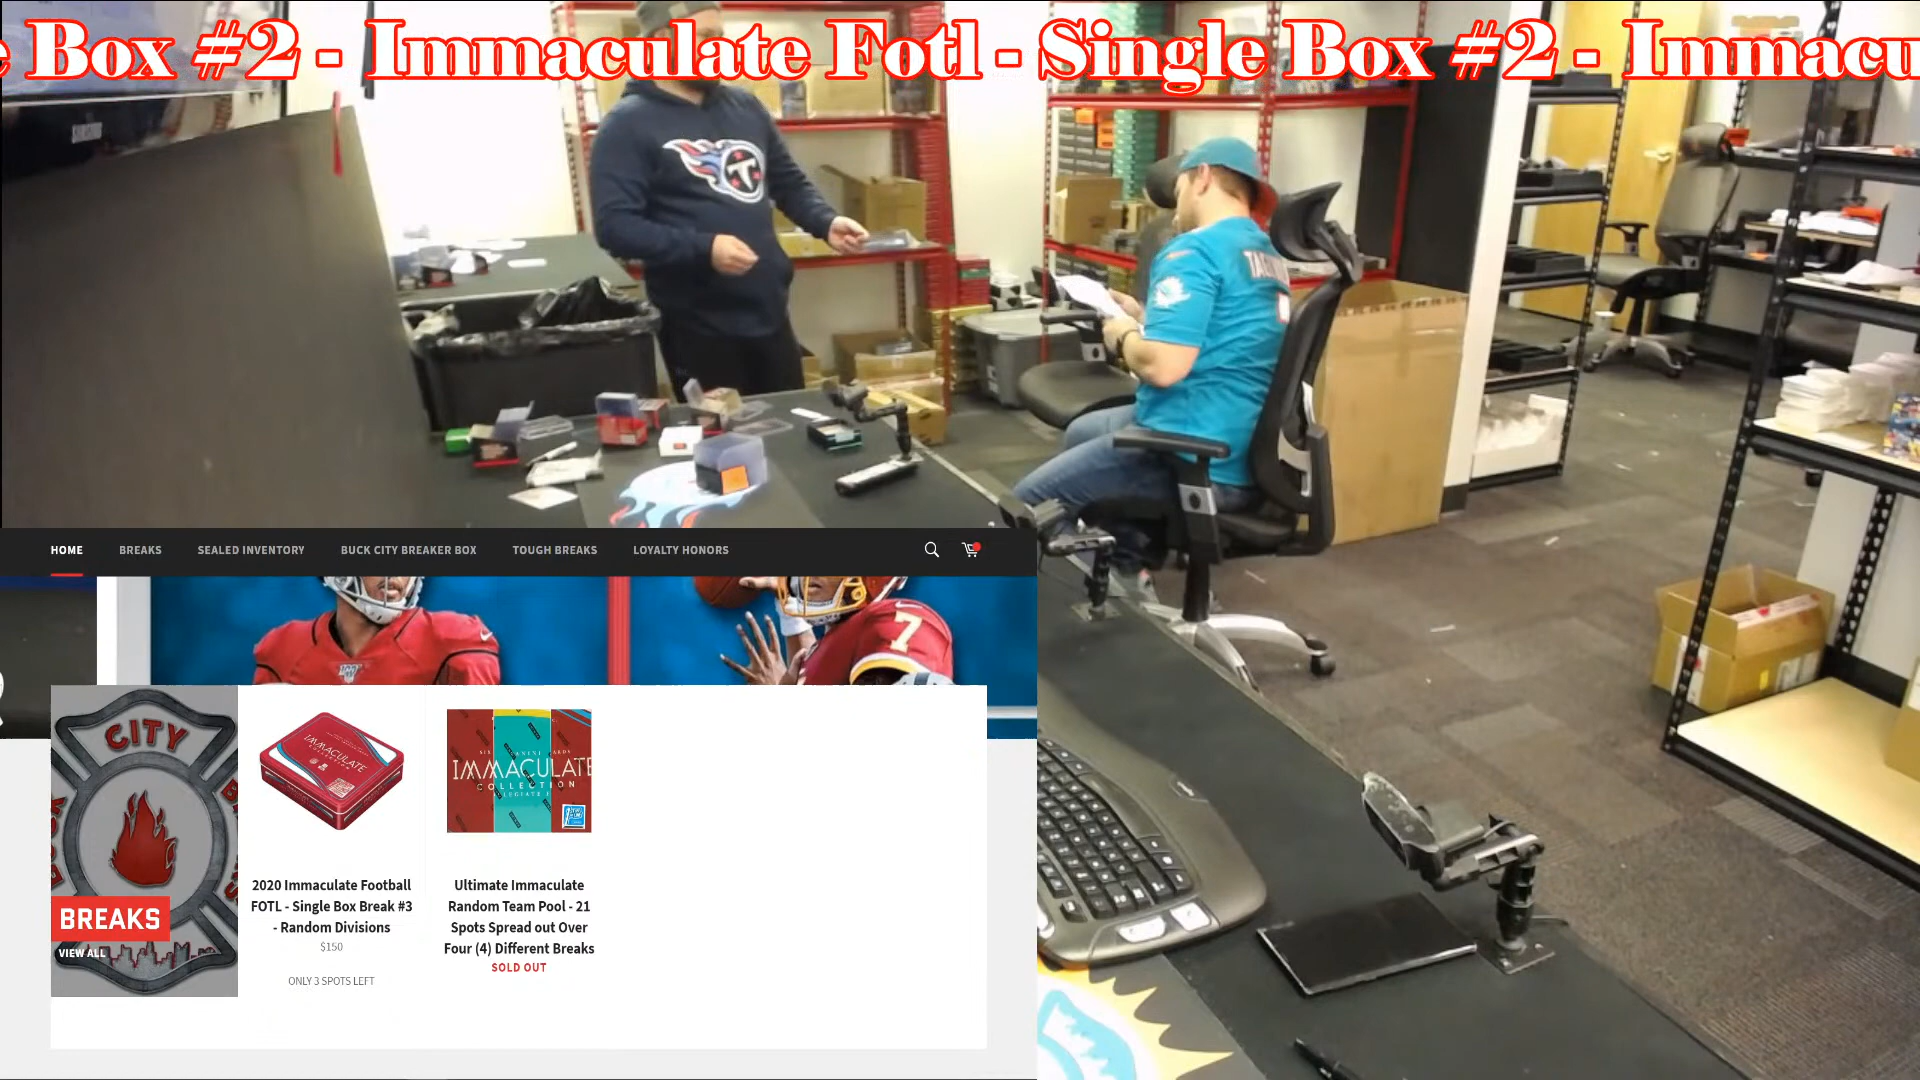 Box #2 - Immaculate Fotl - Single Box #2 - Immacu
HOME BREAKS SEALED INVENTORY BUCK CITY BREAKER BOX TOUGH BREAKS LOYALTY HONORS
7
CITY
BREAKS
VIEW ALL
IMMACULATE
COLLECTION
2020 Immaculate Football
FOTL - Single Box Break #3
- Random Divisions
$150
ONLY 3 SPOTS LEFT
IMMACULATE
COLLECTION
Ultimate Immaculate
Random Team Pool - 21
Spots Spread out Over
Four (4) Different Breaks
SOLD OUT